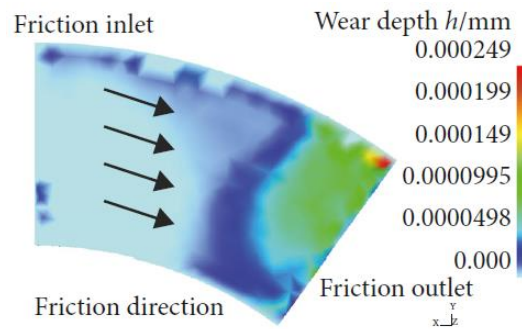 Friction inlet
Wear depth h/mm
0.000249
0.000199
0.000149
0.0000995
0.0000498
0.000
Friction direction
Friction outlet
Y
X Z